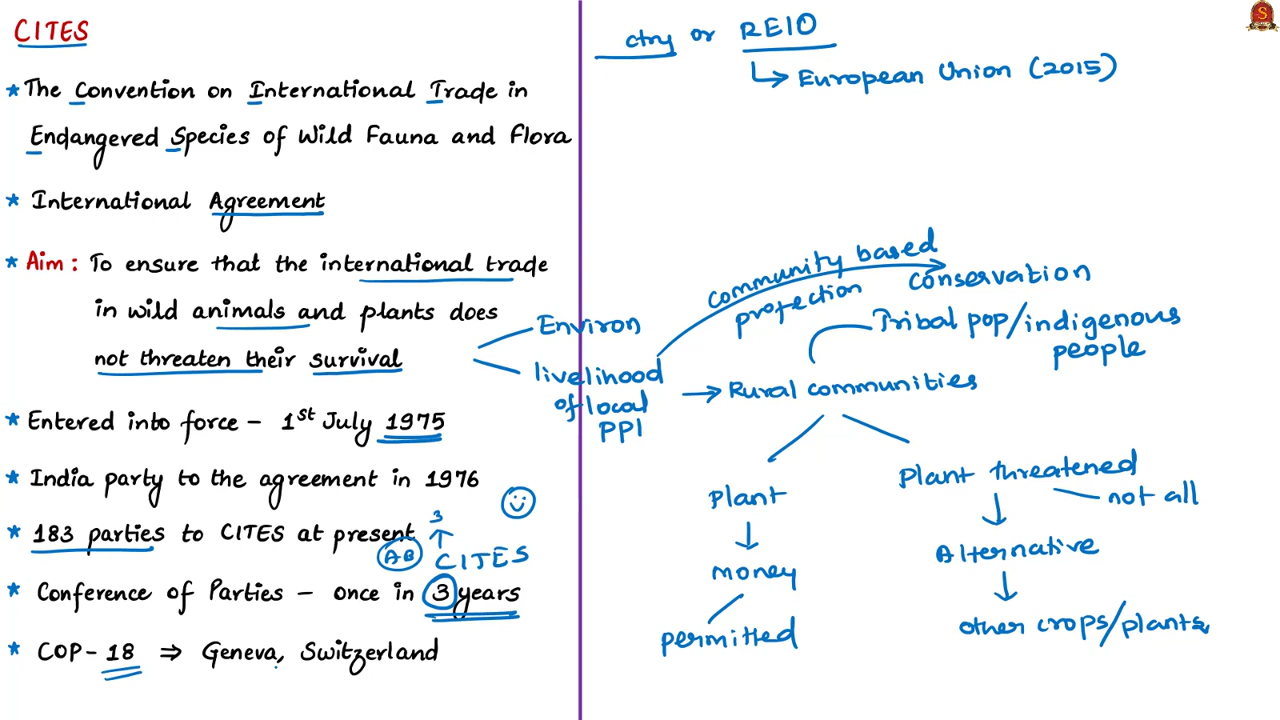 CITES
* The Convention on International Trade in
Endangered Species of Wild Fauna and Flora
* International Agreement
* Aim: To ensure that the international trade
in wild animals and plants does
not threaten their survival
* Entered into force - 1st July 1975
* India party to the agreement in 1976
* 183 parties to CITES at present
3
AB CITES
* Conference of Parties - once in 3 years
* COP-18 ⇒ Geneva, Switzerland
ctry or REIO
European Union (2015)
community based
protection
conservation
Environ
livelihood
of local
PPl
→ Rural communities
Tribal pop/indigenous
people
Plant
money
permitted
Plant threatened
not all
Alternative
other crops/plants
S